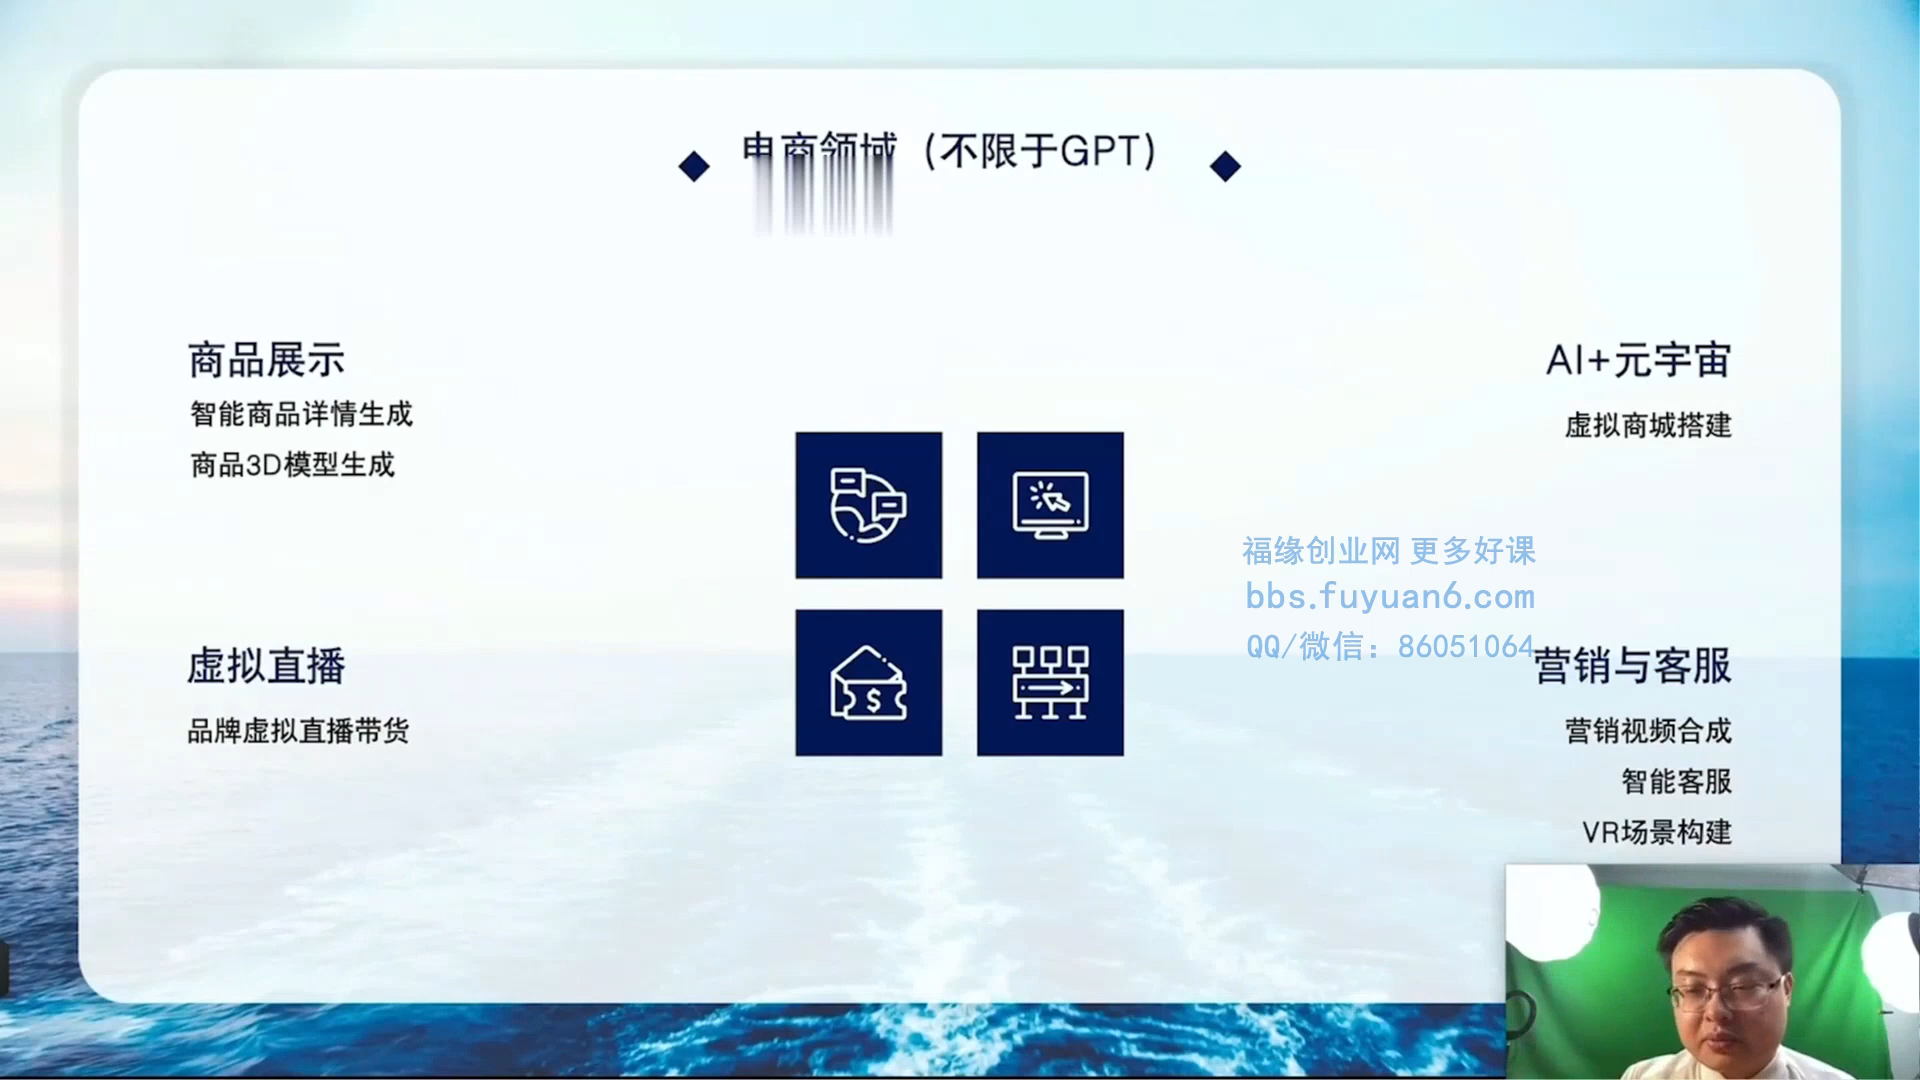 电商领域（不限于GPT）
商品展示
智能商品详情生成
商品3D模型生成
AI+元宇宙
虚拟商城搭建
福缘创业网 更多好课
bbs.fuyuan6.com
QQ/微信：86051064
虚拟直播
品牌虚拟直播带货
营销与客服
营销视频合成
智能客服
VR场景构建